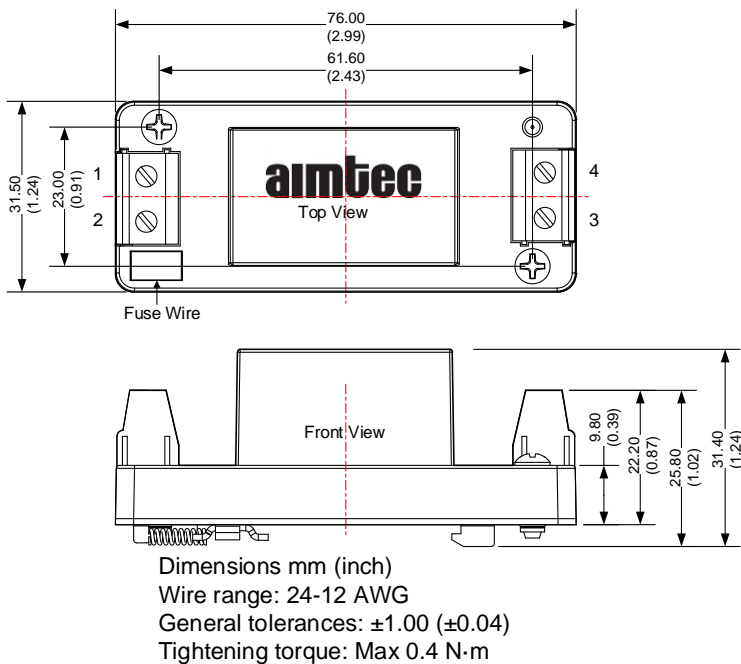 76.00
(2.99)
61.60
(2.43)
31.50
(1.24)
23.00
(0.91)
1
2
aimtec
Top View
4
3
Fuse Wire
Front View
9.80
(0.39)
22.20
(0.87)
25.80
(1.02)
31.40
(1.24)
Dimensions mm (inch)
Wire range: 24-12 AWG
General tolerances: ±1.00 (±0.04)
Tightening torque: Max 0.4 N·m